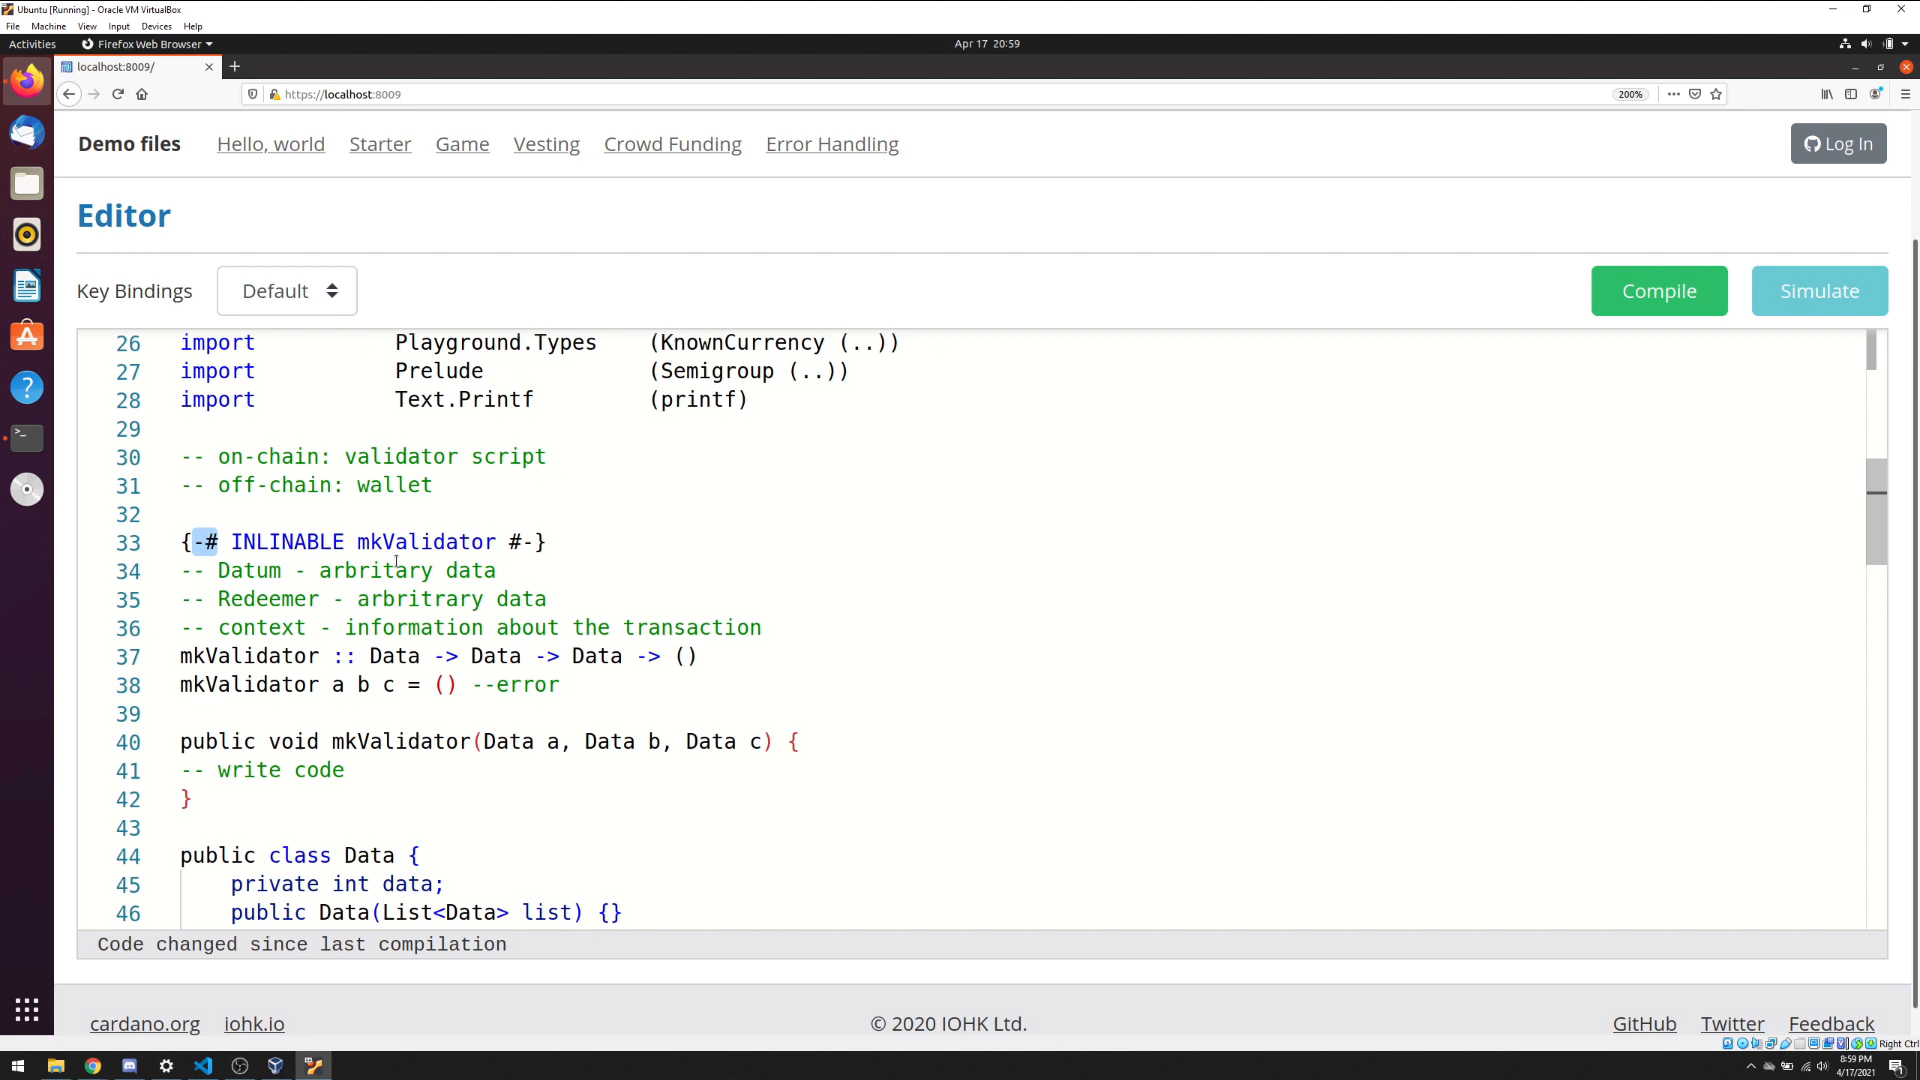 Ubuntu [Running] - Oracle VM VirtualBox
File Machine View Input Devices Help
Activities Firefox Web Browser Apr 17 20:59
localhost:8009/
https://localhost:8009 200%
Demo files Hello, world Starter Game Vesting Crowd Funding Error Handling Log In
Editor
Key Bindings Default Compile Simulate
26 import Playground.Types (KnownCurrency (..))
27 import Prelude (Semigroup (..))
28 import Text.Printf (printf)
29
30 -- on-chain: validator script
31 -- off-chain: wallet
32
33 {-# INLINABLE mkValidator #-}
34 -- Datum - arbritary data
35 -- Redeemer - arbritrary data
36 -- context - information about the transaction
37 mkValidator :: Data -> Data -> Data -> ()
38 mkValidator a b c = () --error
39
40 public void mkValidator(Data a, Data b, Data c) {
41 -- write code
42 }
43
44 public class Data {
45 private int data;
46 public Data(List<Data> list) {}
Code changed since last compilation
cardano.org iohk.io © 2020 IOHK Ltd. GitHub Twitter Feedback
Right Ctrl
8:59 PM
4/17/2021